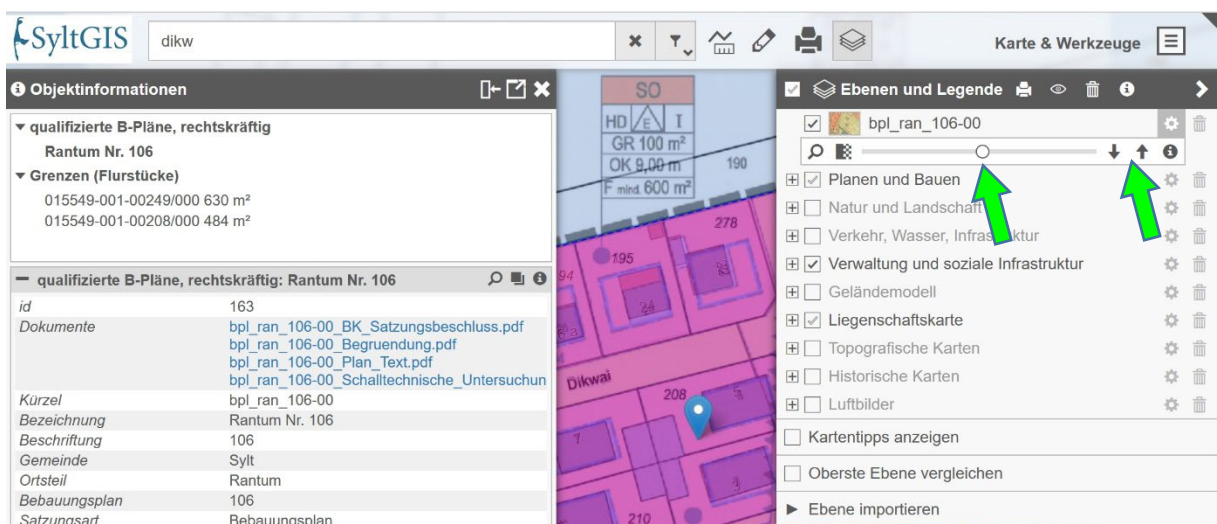 SyltGIS
dikw
Karte & Werkzeuge
Objektinformationen
qualifizierte B-Pläne, rechtskräftig
Rantum Nr. 106
Grenzen (Flurstücke)
015549-001-00249/000 630 m²
015549-001-00208/000 484 m²
qualifizierte B-Pläne, rechtskräftig: Rantum Nr. 106
id 163
Dokumente bpl_ran_106-00_BK_Satzungsbeschluss.pdf
bpl_ran_106-00_Begruendung.pdf
bpl_ran_106-00_Plan_Text.pdf
bpl_ran_106-00_Schalltechnische_Untersuchun
Kürzel bpl_ran_106-00
Bezeichnung Rantum Nr. 106
Beschriftung 106
Gemeinde Sylt
Ortsteil Rantum
Bebauungsplan 106
Satzungsart Bebauungsplan
SO
HD E I
GR 100 m²
OK 9,00 m
F mind. 600 m²
190
278
195
94
24
Dikwai
208
7
210
Ebenen und Legende
bpl_ran_106-00
Planen und Bauen
Natur und Landschaft
Verkehr, Wasser, Infrastruktur
Verwaltung und soziale Infrastruktur
Geländemodell
Liegenschaftskarte
Topografische Karten
Historische Karten
Luftbilder
Kartentipps anzeigen
Oberste Ebene vergleichen
Ebene importieren